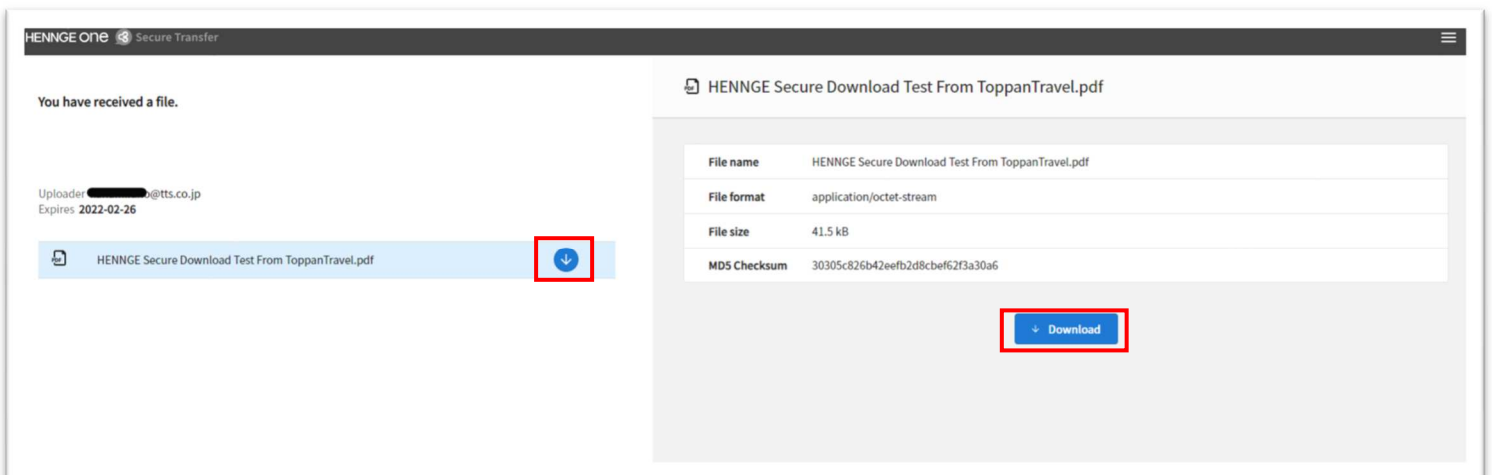 HENNGE One Secure Transfer
You have received a file.
Uploader @tts.co.jp
Expires 2022-02-26
HENNGE Secure Download Test From ToppanTravel.pdf
HENNGE Secure Download Test From ToppanTravel.pdf
File name HENNGE Secure Download Test From ToppanTravel.pdf
File format application/octet-stream
File size 41.5 kB
MD5 Checksum 30305c826b42eefb2d8cbef62f3a30a6
Download